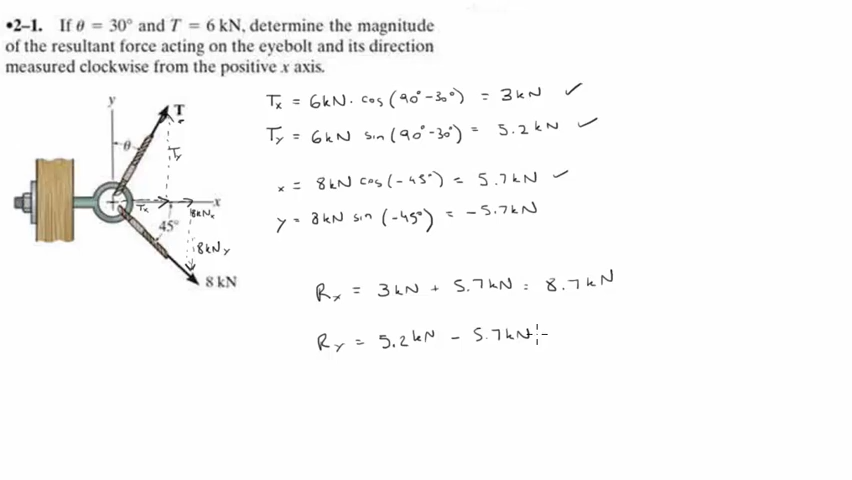 •2–1. If θ = 30° and T = 6 kN, determine the magnitude
of the resultant force acting on the eyebolt and its direction
measured clockwise from the positive x axis.
y
T
θ
Ty
Tx
x
8kNx
45°
8kNy
8 kN
Tx = 6kN. cos (90°-30°) = 3kN ✓
Ty = 6kN sin (90°-30°) = 5.2kN ✓
x = 8kN cos (-45°) = 5.7kN ✓
y = 8kN sin (-45°) = -5.7kN
Rx = 3kN + 5.7kN = 8.7kN
Ry = 5.2kN - 5.7kN =